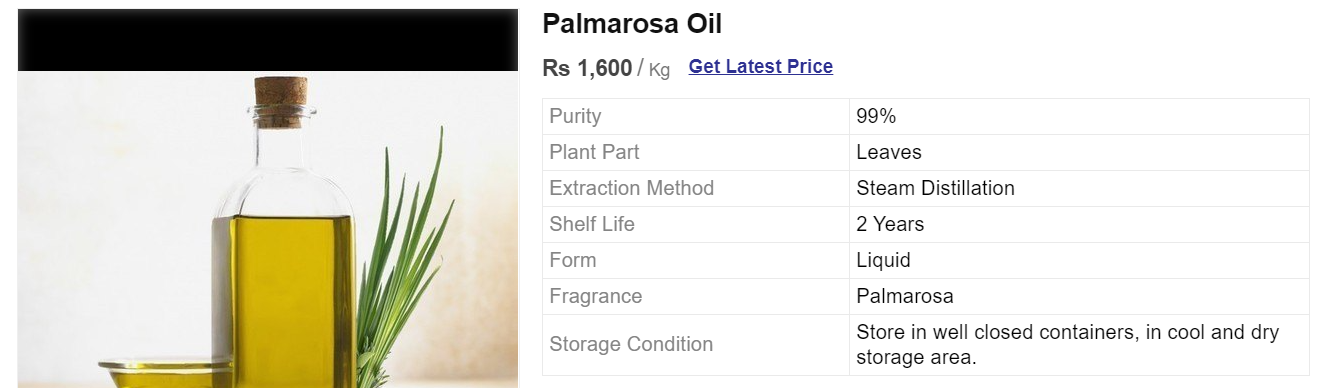 Palmarosa Oil
Rs 1,600 / Kg Get Latest Price
Purity 99%
Plant Part Leaves
Extraction Method Steam Distillation
Shelf Life 2 Years
Form Liquid
Fragrance Palmarosa
Storage Condition Store in well closed containers, in cool and dry
storage area.